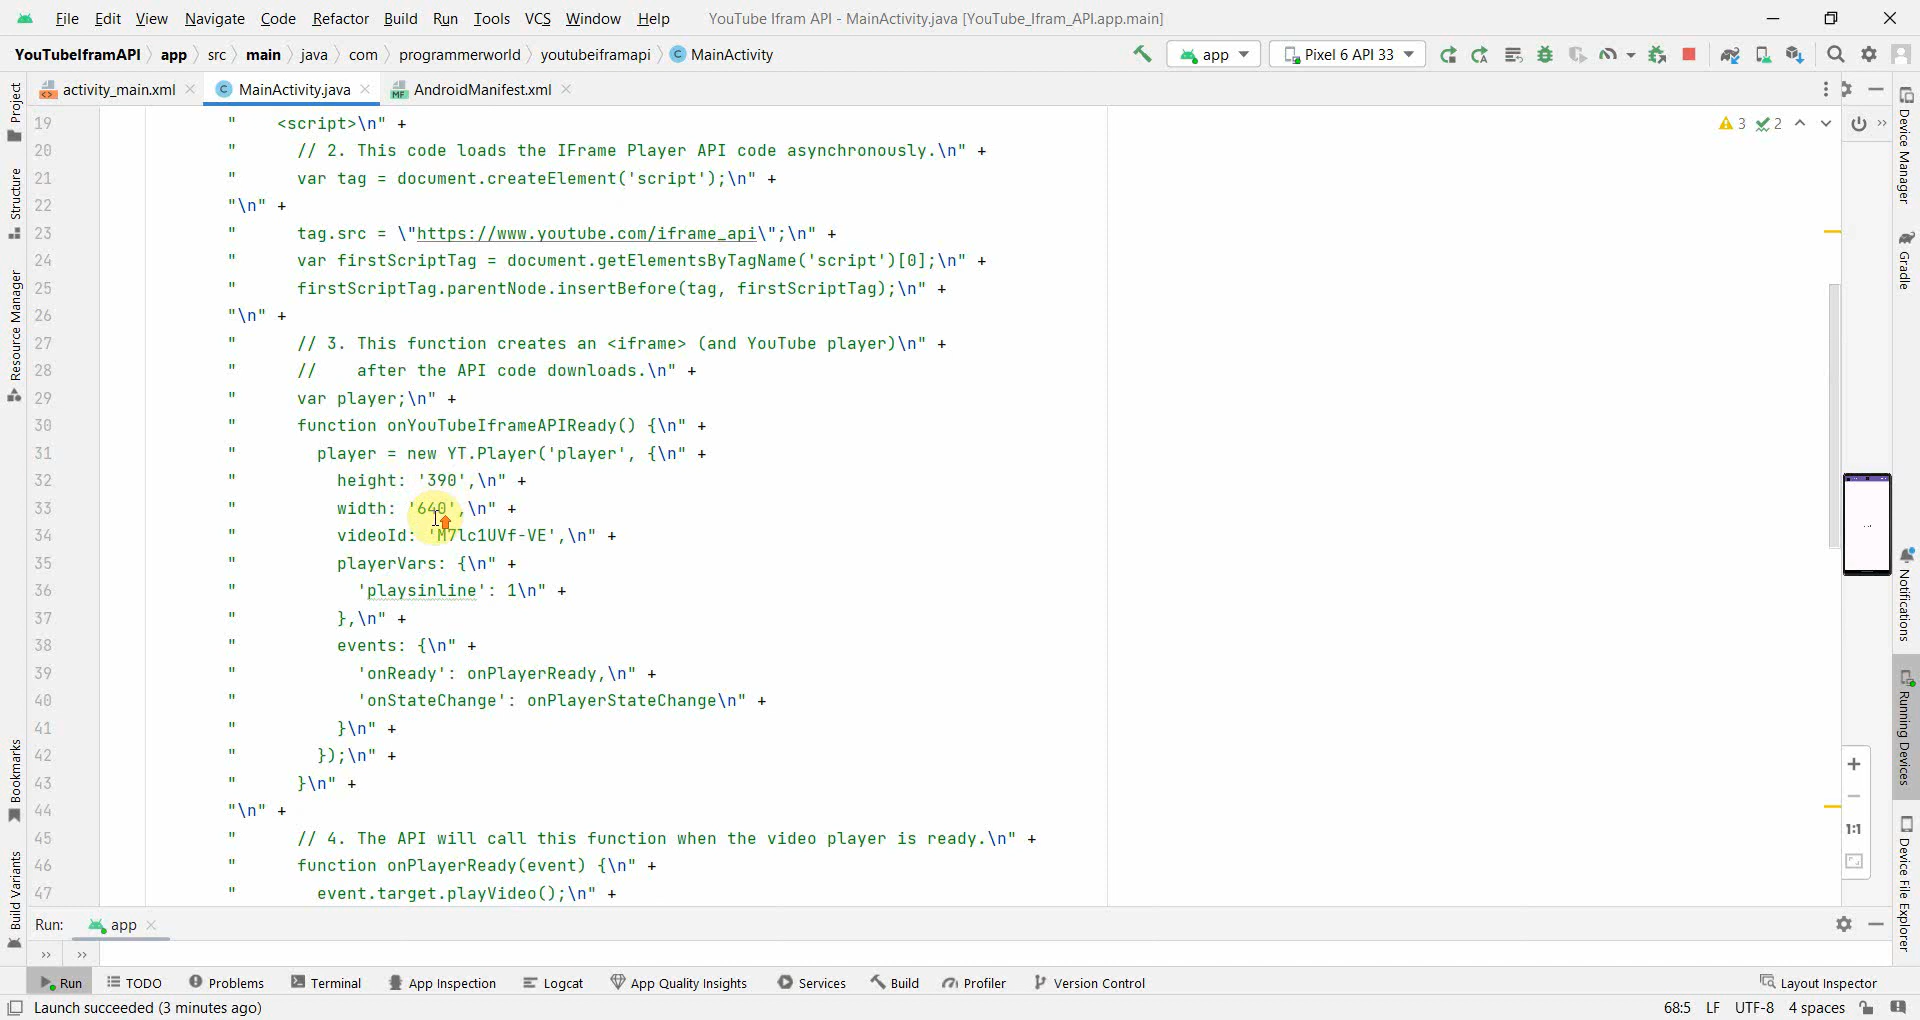 File Edit View Navigate Code Refactor Build Run Tools VCS Window Help YouTube Ifram API - MainActivity.java [YouTube_Ifram_API.app.main]
YouTubeIframAPI app src main java com programmerworld youtubeiframapi MainActivity app Pixel 6 API 33
activity_main.xml MainActivity.java AndroidManifest.xml
3 2
19 " <script>\n" +
20 " // 2. This code loads the IFrame Player API code asynchronously.\n" +
21 " var tag = document.createElement('script');\n" +
22 "\n" +
23 " tag.src = \"https://www.youtube.com/iframe_api\";\n" +
24 " var firstScriptTag = document.getElementsByTagName('script')[0];\n" +
25 " firstScriptTag.parentNode.insertBefore(tag, firstScriptTag);\n" +
26 "\n" +
27 " // 3. This function creates an <iframe> (and YouTube player)\n" +
28 " //    after the API code downloads.\n" +
29 " var player;\n" +
30 " function onYouTubeIframeAPIReady() {\n" +
31 " player = new YT.Player('player', {\n" +
32 " height: '390',\n" +
33 " width: '640',\n" +
34 " videoId: 'M7lc1UVf-VE',\n" +
35 " playerVars: {\n" +
36 " 'playsinline': 1\n" +
37 " },\n" +
38 " events: {\n" +
39 " 'onReady': onPlayerReady,\n" +
40 " 'onStateChange': onPlayerStateChange\n" +
41 " }\n" +
42 " });\n" +
43 " }\n" +
44 "\n" +
45 " // 4. The API will call this function when the video player is ready.\n" +
46 " function onPlayerReady(event) {\n" +
47 " event.target.playVideo();\n" +
Project
Structure
Resource Manager
Bookmarks
Build Variants
Device Manager
Gradle
Notifications
Running Devices
Device File Explorer
1:1
Run: app
Run TODO Problems Terminal App Inspection Logcat App Quality Insights Services Build Profiler Version Control Layout Inspector
Launch succeeded (3 minutes ago) 68:5 LF UTF-8 4 spaces